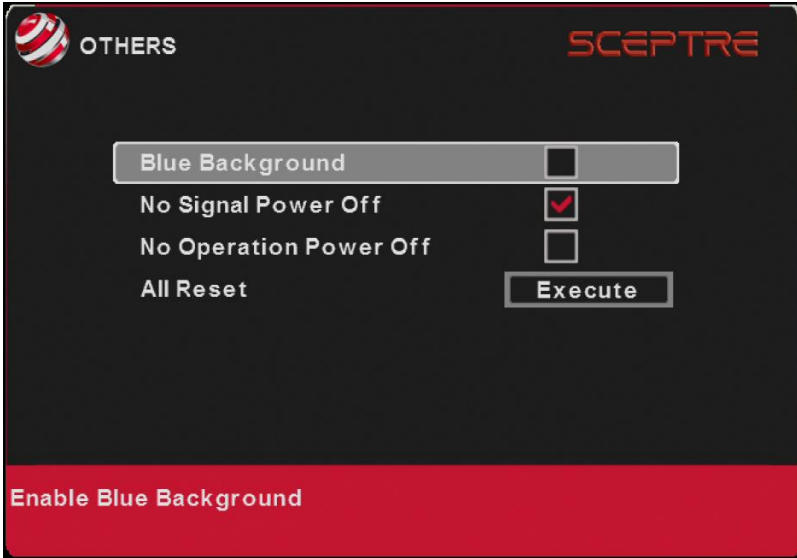 OTHERS
SCEPTRE
Blue Background
No Signal Power Off
No Operation Power Off
All Reset
Execute
Enable Blue Background